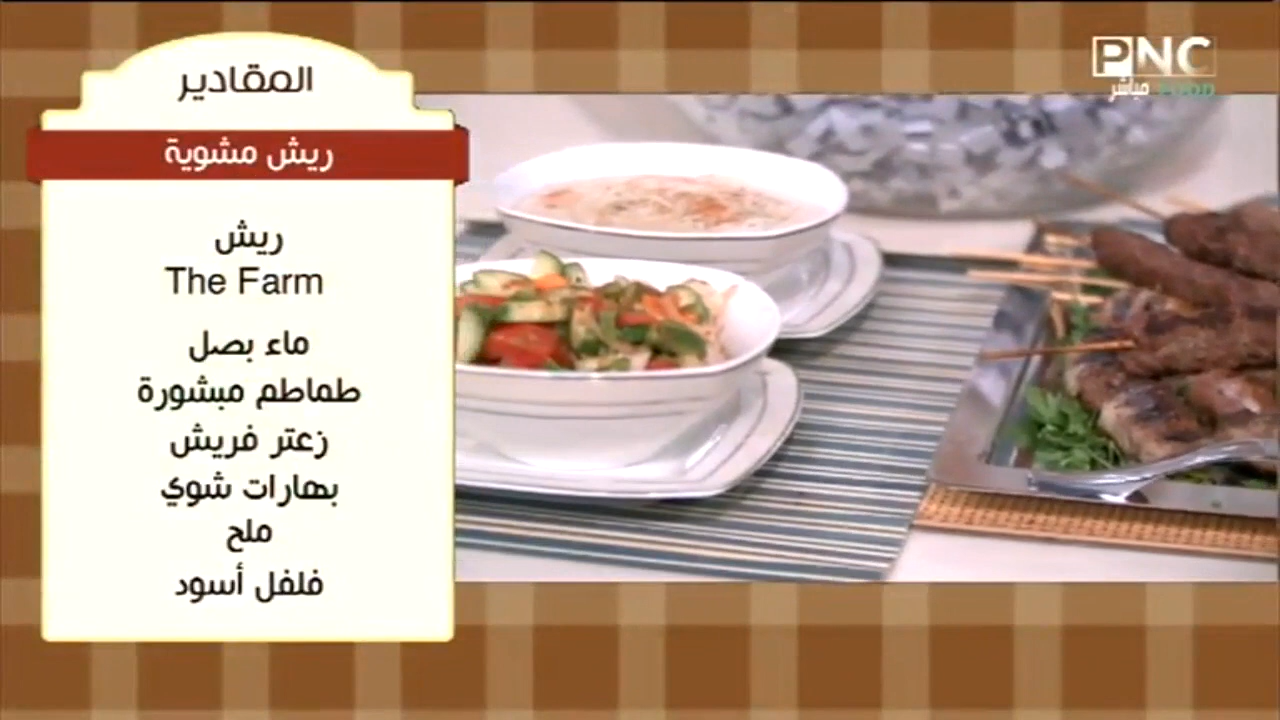 المقادير
ريش مشوية
ريش
The Farm
ماء بصل
طماطم مبشورة
زعتر فريش
بهارات شوي
ملح
فلفل أسود
PNC
مباشر